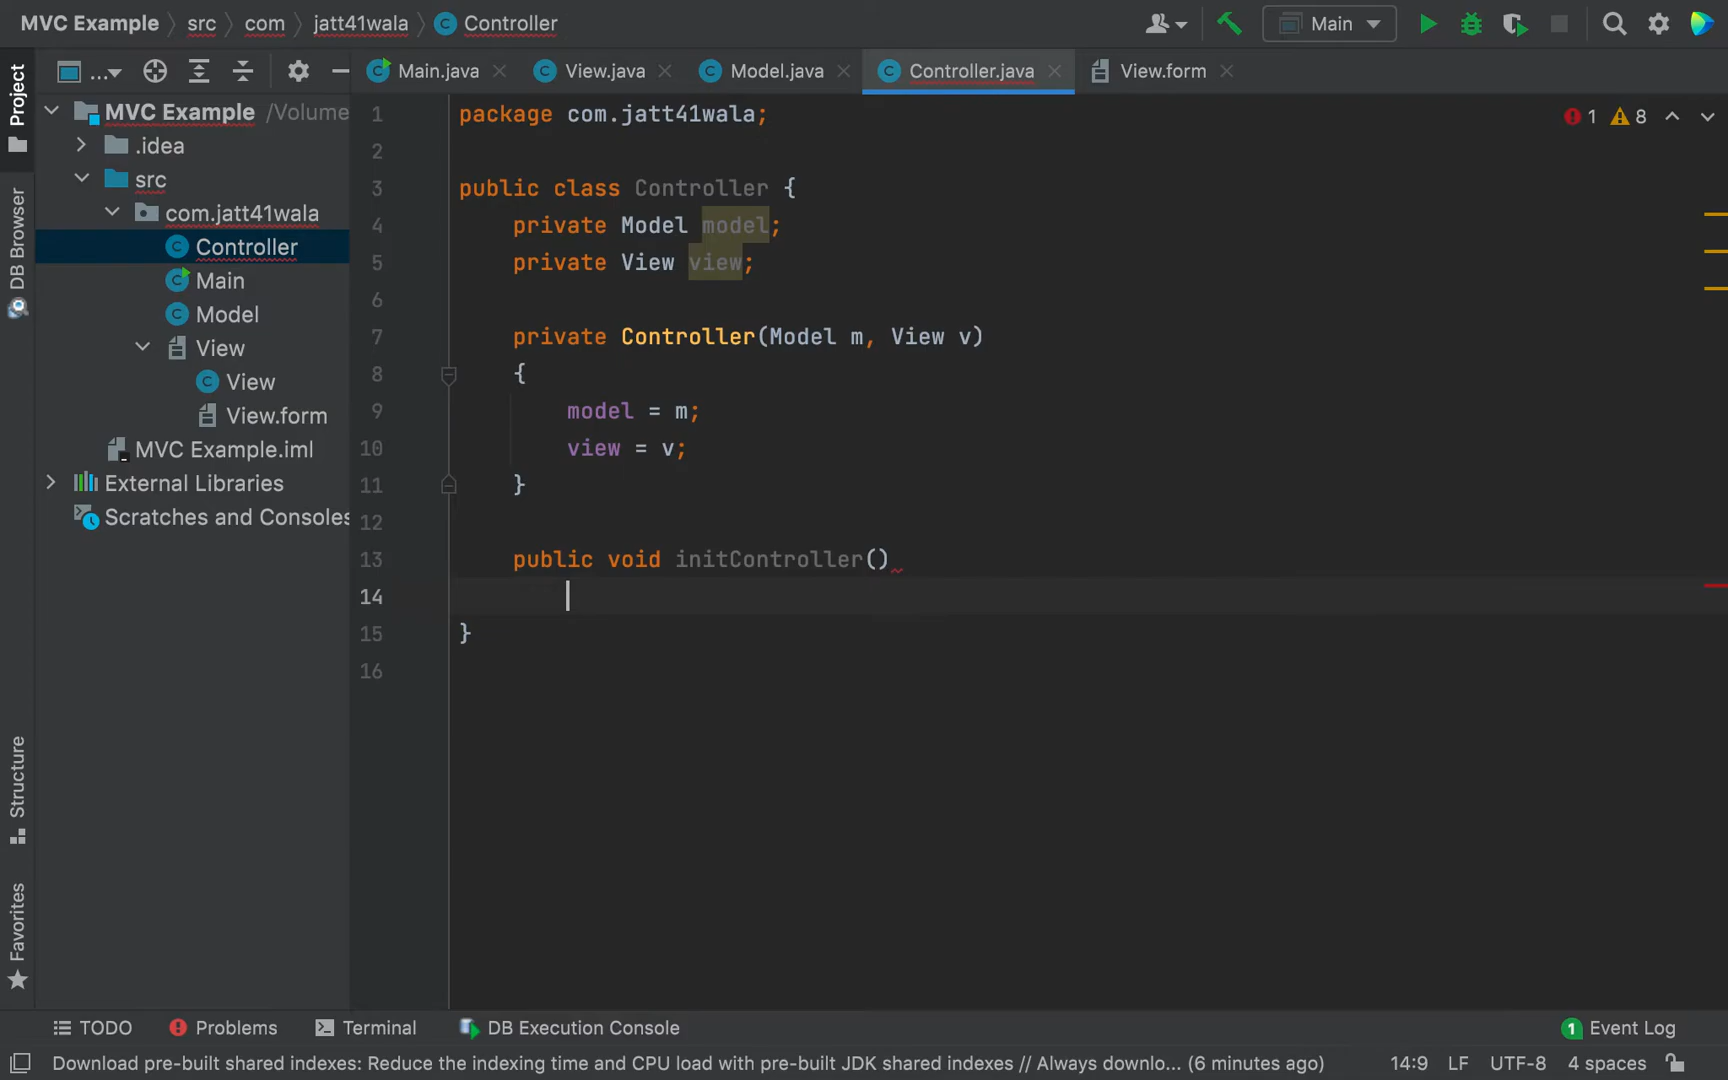 MVC Example src com jatt41wala Controller Main
Project
... Main.java View.java Model.java Controller.java View.form
MVC Example /Volume
.idea
src
com.jatt41wala
Controller
Main
Model
View
View
View.form
MVC Example.iml
External Libraries
Scratches and Consoles
DB Browser
Structure
Favorites
1 8
1 package com.jatt41wala;
2
3 public class Controller {
4 private Model model;
5 private View view;
6
7 private Controller(Model m, View v)
8 {
9 model = m;
10 view = v;
11 }
12
13 public void initController()
14
15 }
16
TODO Problems Terminal DB Execution Console 1 Event Log
Download pre-built shared indexes: Reduce the indexing time and CPU load with pre-built JDK shared indexes // Always downlo... (6 minutes ago) 14:9 LF UTF-8 4 spaces